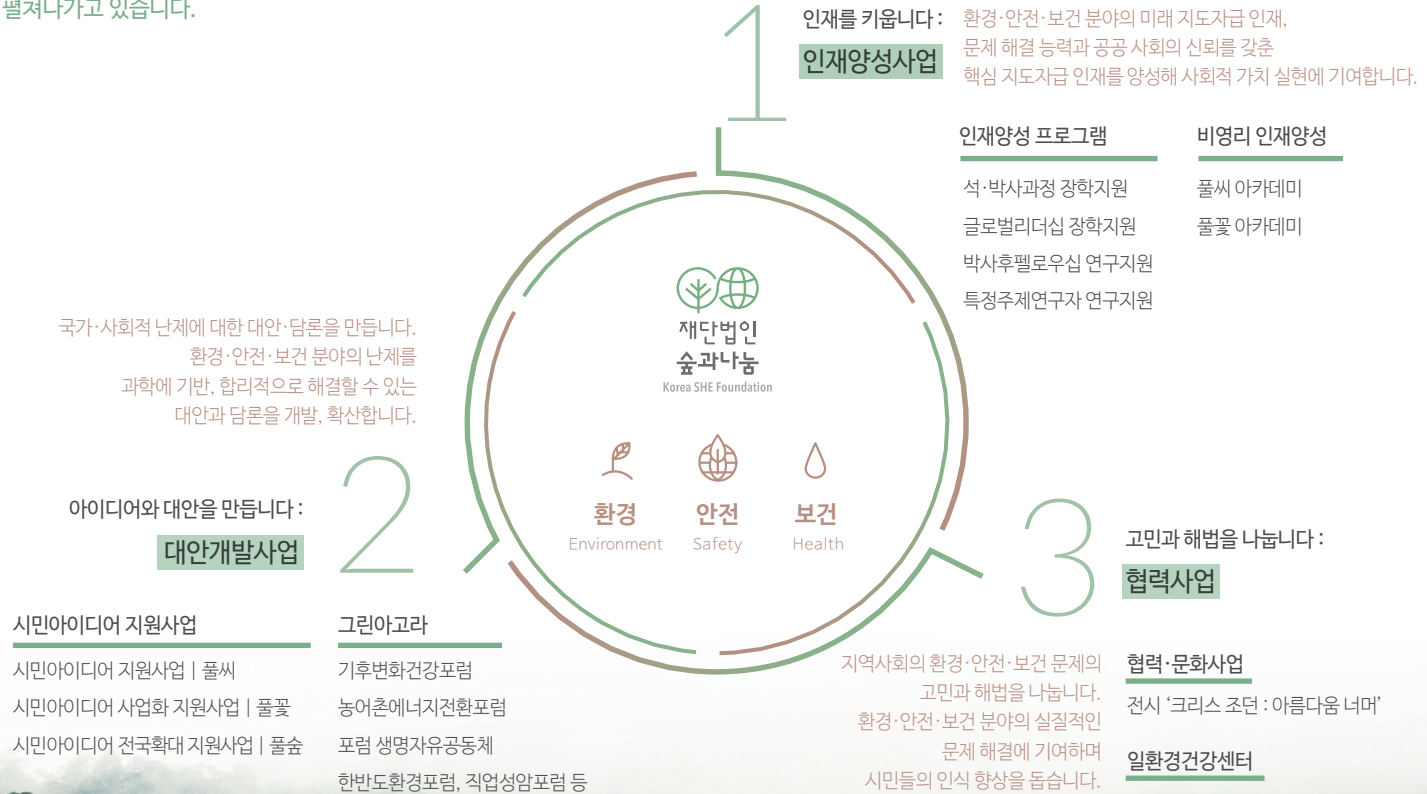 펼쳐나가고 있습니다.
1
인재를 키웁니다 :
인재양성사업
환경·안전·보건 분야의 미래 지도자급 인재,
문제 해결 능력과 공공 사회의 신뢰를 갖춘
핵심 지도자급 인재를 양성해 사회적 가치 실현에 기여합니다.
인재양성 프로그램
석·박사과정 장학지원
글로벌리더십 장학지원
박사후펠로우십 연구지원
특정주제연구자 연구지원
비영리 인재양성
풀씨 아카데미
풀꽃 아카데미
재단법인
숲과나눔
Korea SHE Foundation
환경
Environment
안전
Safety
보건
Health
국가·사회적 난제에 대한 대안·담론을 만듭니다.
환경·안전·보건 분야의 난제를
과학에 기반, 합리적으로 해결할 수 있는
대안과 담론을 개발, 확산합니다.
2
아이디어와 대안을 만듭니다 :
대안개발사업
시민아이디어 지원사업
시민아이디어 지원사업 | 풀씨
시민아이디어 사업화 지원사업 | 풀꽃
시민아이디어 전국확대 지원사업 | 풀숲
그린아고라
기후변화건강포럼
농어촌에너지전환포럼
포럼 생명자유공동체
한반도환경포럼, 직업성암포럼 등
3
고민과 해법을 나눕니다 :
협력사업
지역사회의 환경·안전·보건 문제의
고민과 해법을 나눕니다.
환경·안전·보건 분야의 실질적인
문제 해결에 기여하며
시민들의 인식 향상을 돕습니다.
협력·문화사업
전시 ‘크리스 조던 : 아름다움 너머’
일환경건강센터